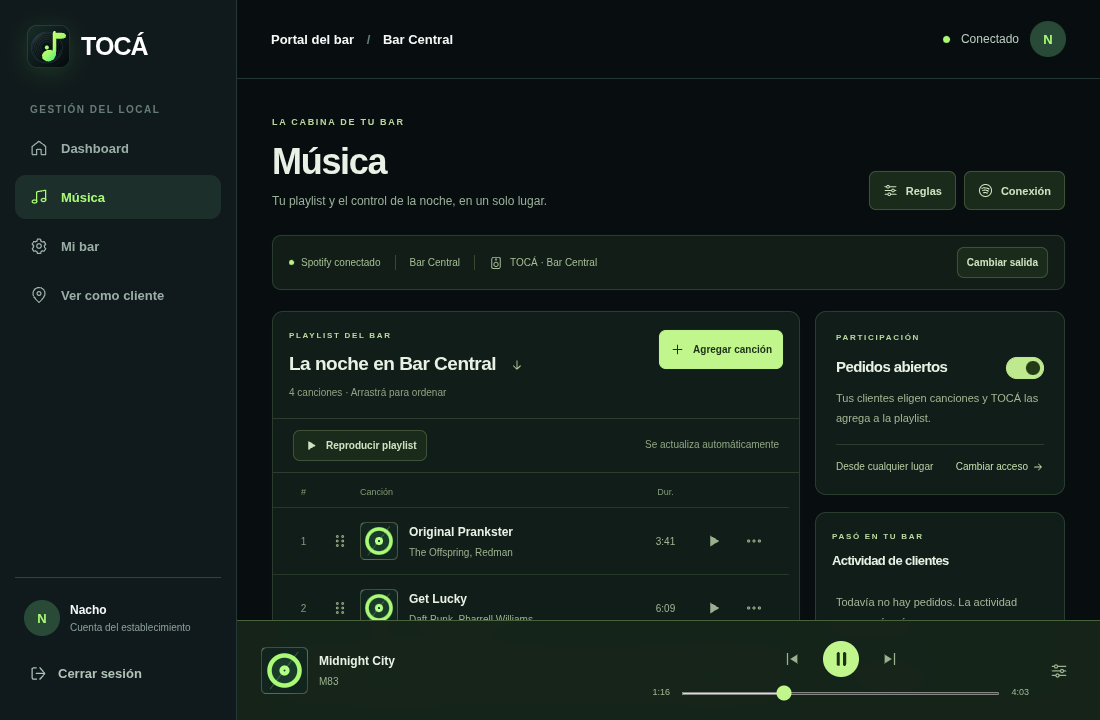 TOCÁ
GESTIÓN DEL LOCAL
Dashboard
Música
Mi bar
Ver como cliente
N
Nacho
Cuenta del establecimiento
Cerrar sesión
Portal del bar / Bar Central
Conectado
N
LA CABINA DE TU BAR
Música
Tu playlist y el control de la noche, en un solo lugar.
Reglas
Conexión
Spotify conectado
Bar Central
TOCÁ · Bar Central
Cambiar salida
PLAYLIST DEL BAR
La noche en Bar Central
4 canciones · Arrastrá para ordenar
Agregar canción
Reproducir playlist
Se actualiza automáticamente
# Canción Dur.
1
Original Prankster
The Offspring, Redman
3:41
2
Get Lucky
Daft Punk, Pharrell Williams
6:09
PARTICIPACIÓN
Pedidos abiertos
Tus clientes eligen canciones y TOCÁ las
agrega a la playlist.
Desde cualquier lugar
Cambiar acceso
PASÓ EN TU BAR
Actividad de clientes
Todavía no hay pedidos. La actividad
Midnight City
M83
1:16
4:03